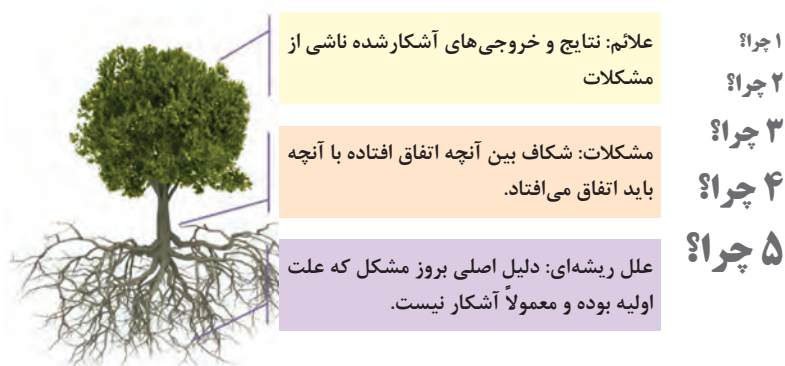 ۱ چرا؟
۲ چرا؟
۳ چرا؟
۴ چرا؟
۵ چرا؟
علائم: نتایج و خروجی‌های آشکارشده ناشی از
مشکلات
مشکلات: شکاف بین آنچه اتفاق افتاده با آنچه
باید اتفاق می‌افتاد.
علل ریشه‌ای: دلیل اصلی بروز مشکل که علت
اولیه بوده و معمولاً آشکار نیست.